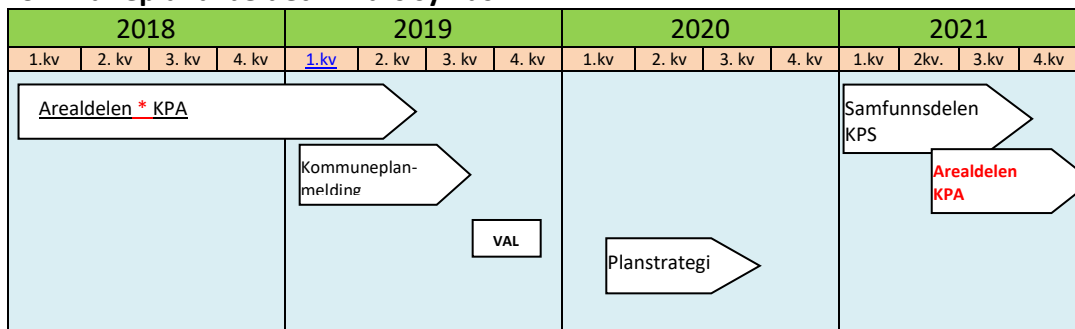 2018 2019 2020 2021
1.kv 2. kv 3. kv 4. kv 1.kv 2. kv 3. kv 4. kv 1.kv 2. kv 3. kv 4. kv 1.kv 2kv. 3.kv 4.kv
Arealdelen * KPA
Samfunnsdelen
KPS
Kommuneplan-
melding
Arealdelen
KPA
VAL
Planstrategi